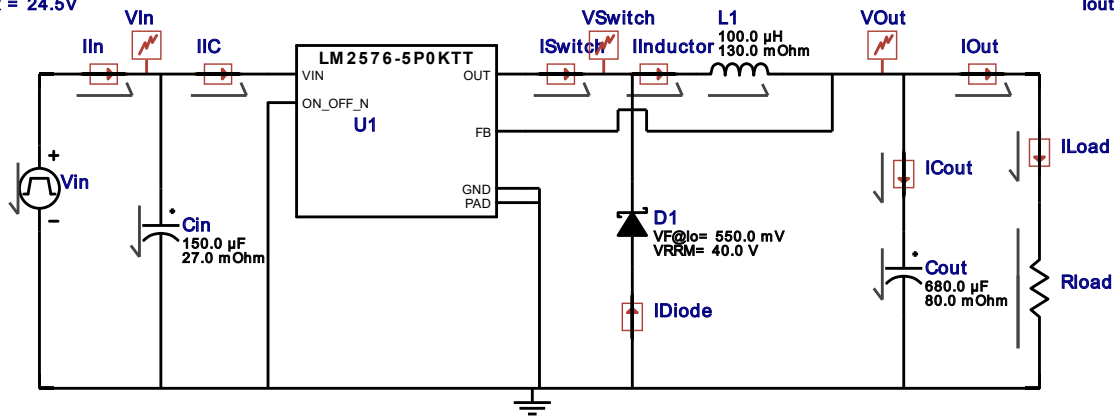 = 24.5V
Iout
VIn
VSwitch
L1
VOut
IIn
IIC
LM2576-5P0KTT
ISwitch
IInductor
100.0 µH
130.0 mOhm
IOut
VIN
OUT
ON_OFF_N
U1
FB
ILoad
ICout
Vin
GND
PAD
Cin
150.0 µF
27.0 mOhm
D1
VF@Io= 550.0 mV
VRRM= 40.0 V
Cout
680.0 µF
80.0 mOhm
Rload
IDiode
+
−